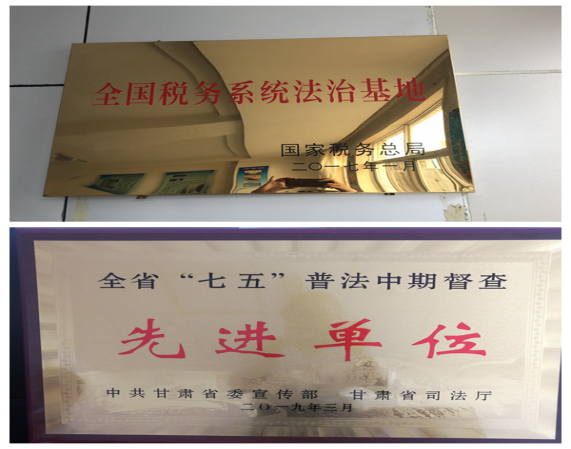 全国税务系统法治基地
国家税务总局
二〇一七年一月
全省“七五”普法中期督查
先进单位
中共甘肃省委宣传部 甘肃省司法厅
二〇一九年三月